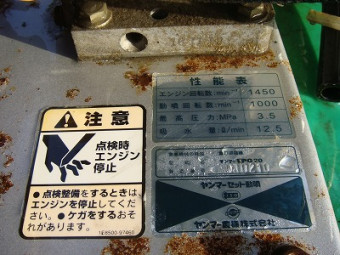 注意
点検時
エンジン
停止
●点検整備をするときは
エンジンを停止してくだ
さい。●ケガをするおそ
れがあります。
性能表
エンジン回転数 1450
動噴回転数 1000
最高圧力 MPa 3.5
吸水量 ℓ/min 12.5
ヤンマーセット動噴
ヤンマー農機株式会社